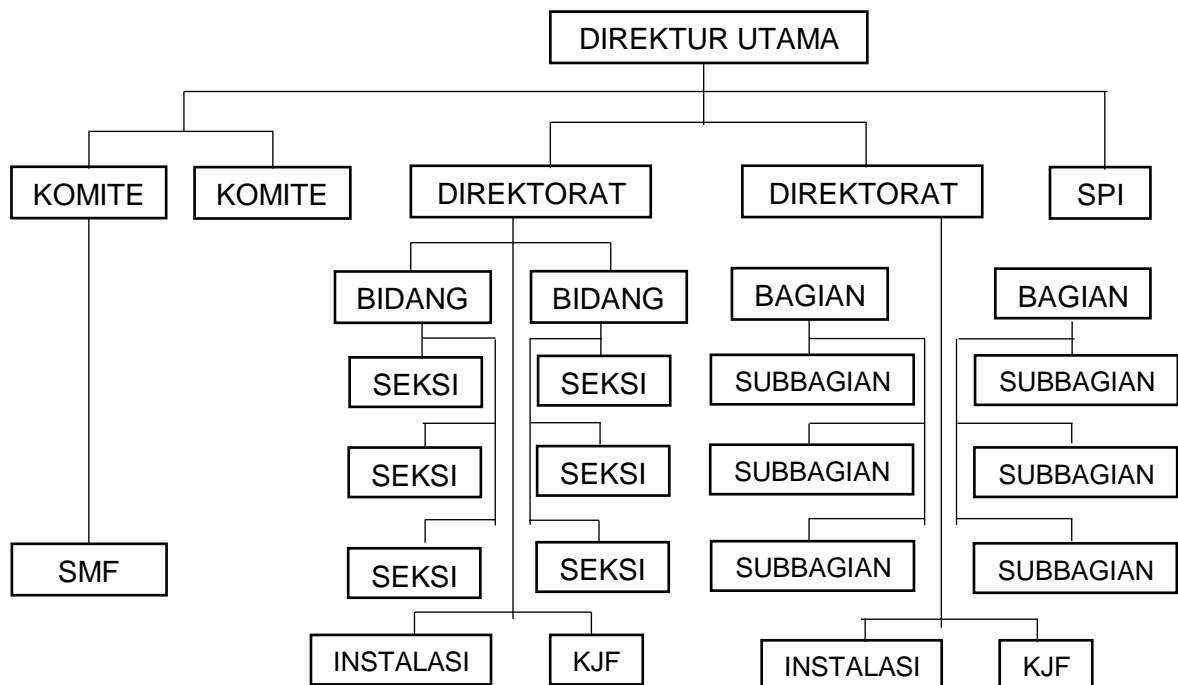 DIREKTUR UTAMA
KOMITE
KOMITE
DIREKTORAT
DIREKTORAT
SPI
BIDANG
BIDANG
BAGIAN
BAGIAN
SEKSI
SEKSI
SUBBAGIAN
SUBBAGIAN
SEKSI
SEKSI
SUBBAGIAN
SUBBAGIAN
SMF
SEKSI
SEKSI
SUBBAGIAN
SUBBAGIAN
INSTALASI
KJF
INSTALASI
KJF